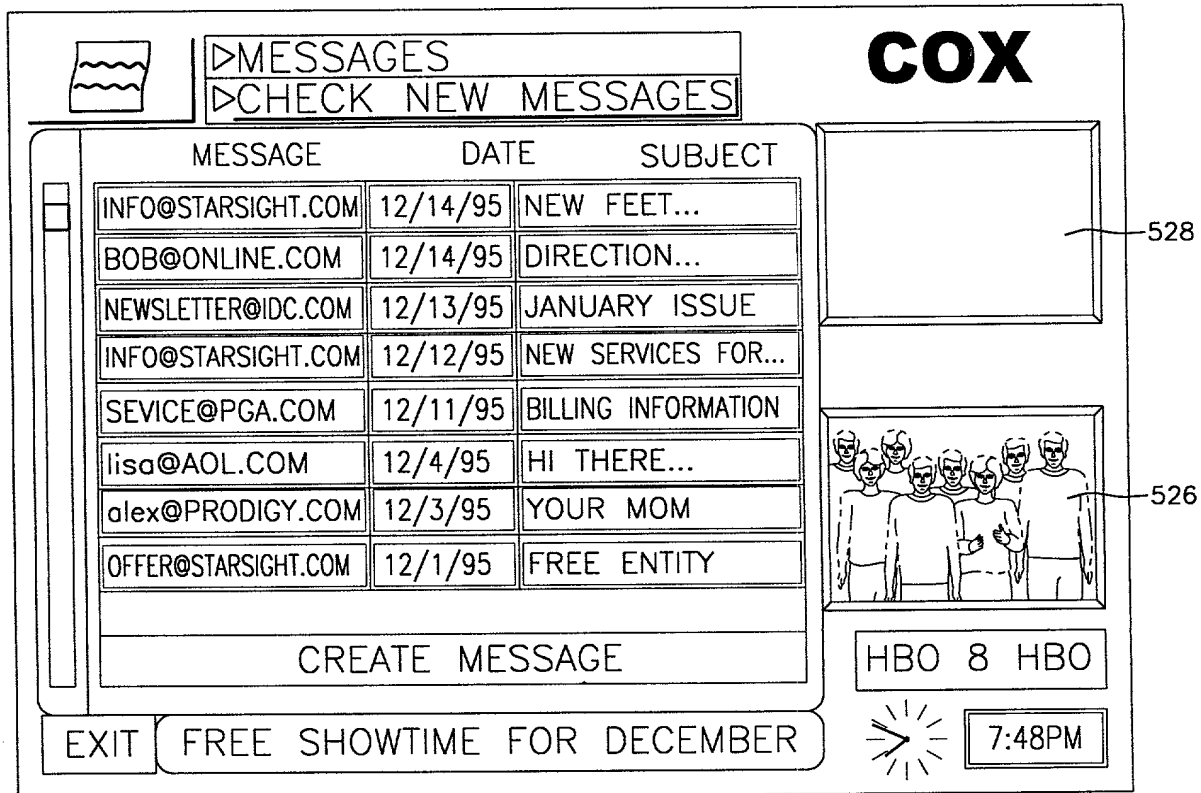 ▷MESSAGES
▷CHECK NEW MESSAGES
COX
MESSAGE DATE SUBJECT
INFO@STARSIGHT.COM 12/14/95 NEW FEET...
BOB@ONLINE.COM 12/14/95 DIRECTION...
NEWSLETTER@IDC.COM 12/13/95 JANUARY ISSUE
INFO@STARSIGHT.COM 12/12/95 NEW SERVICES FOR...
SEVICE@PGA.COM 12/11/95 BILLING INFORMATION
lisa@AOL.COM 12/4/95 HI THERE...
alex@PRODIGY.COM 12/3/95 YOUR MOM
OFFER@STARSIGHT.COM 12/1/95 FREE ENTITY
CREATE MESSAGE
528
526
HBO 8 HBO
EXIT FREE SHOWTIME FOR DECEMBER
7:48PM